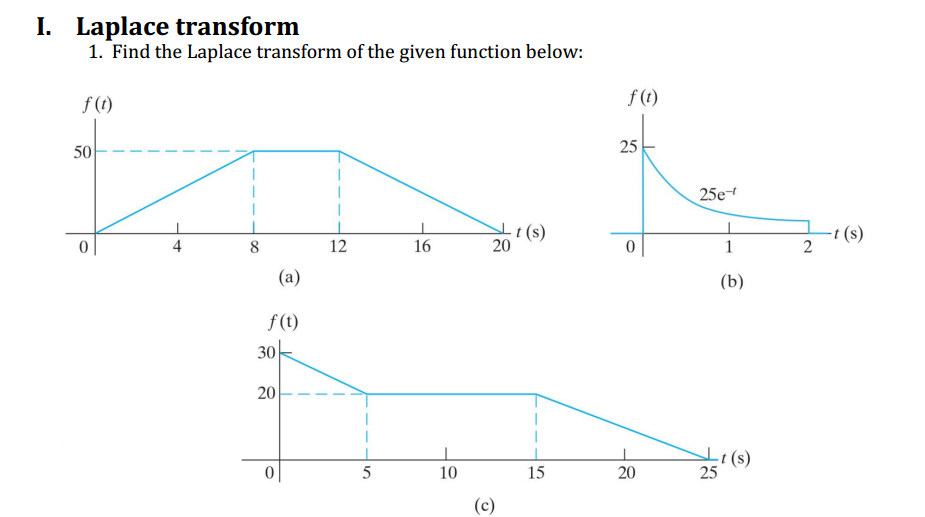 I. Laplace transform
1. Find the Laplace transform of the given function below:
f(t)
50
0
4
8
12
16
20
t (s)
(a)
f(t)
25
25e⁻ᵗ
0
1
2
t (s)
(b)
f(t)
30
20
0
5
10
15
20
25
t (s)
(c)